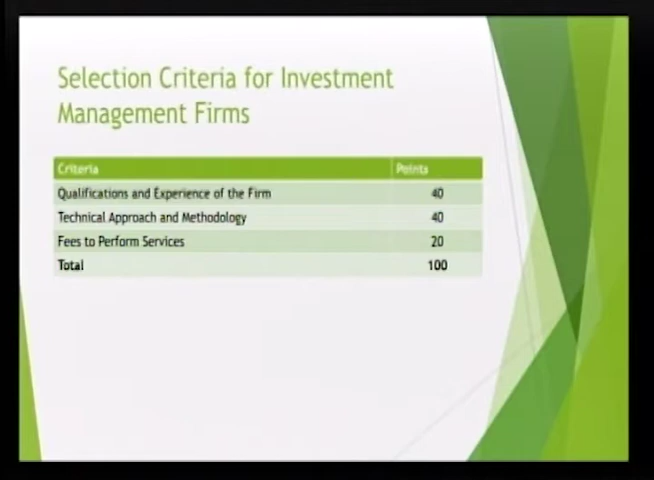 Selection Criteria for Investment
Management Firms
Criteria Points
Qualifications and Experience of the Firm 40
Technical Approach and Methodology 40
Fees to Perform Services 20
Total 100